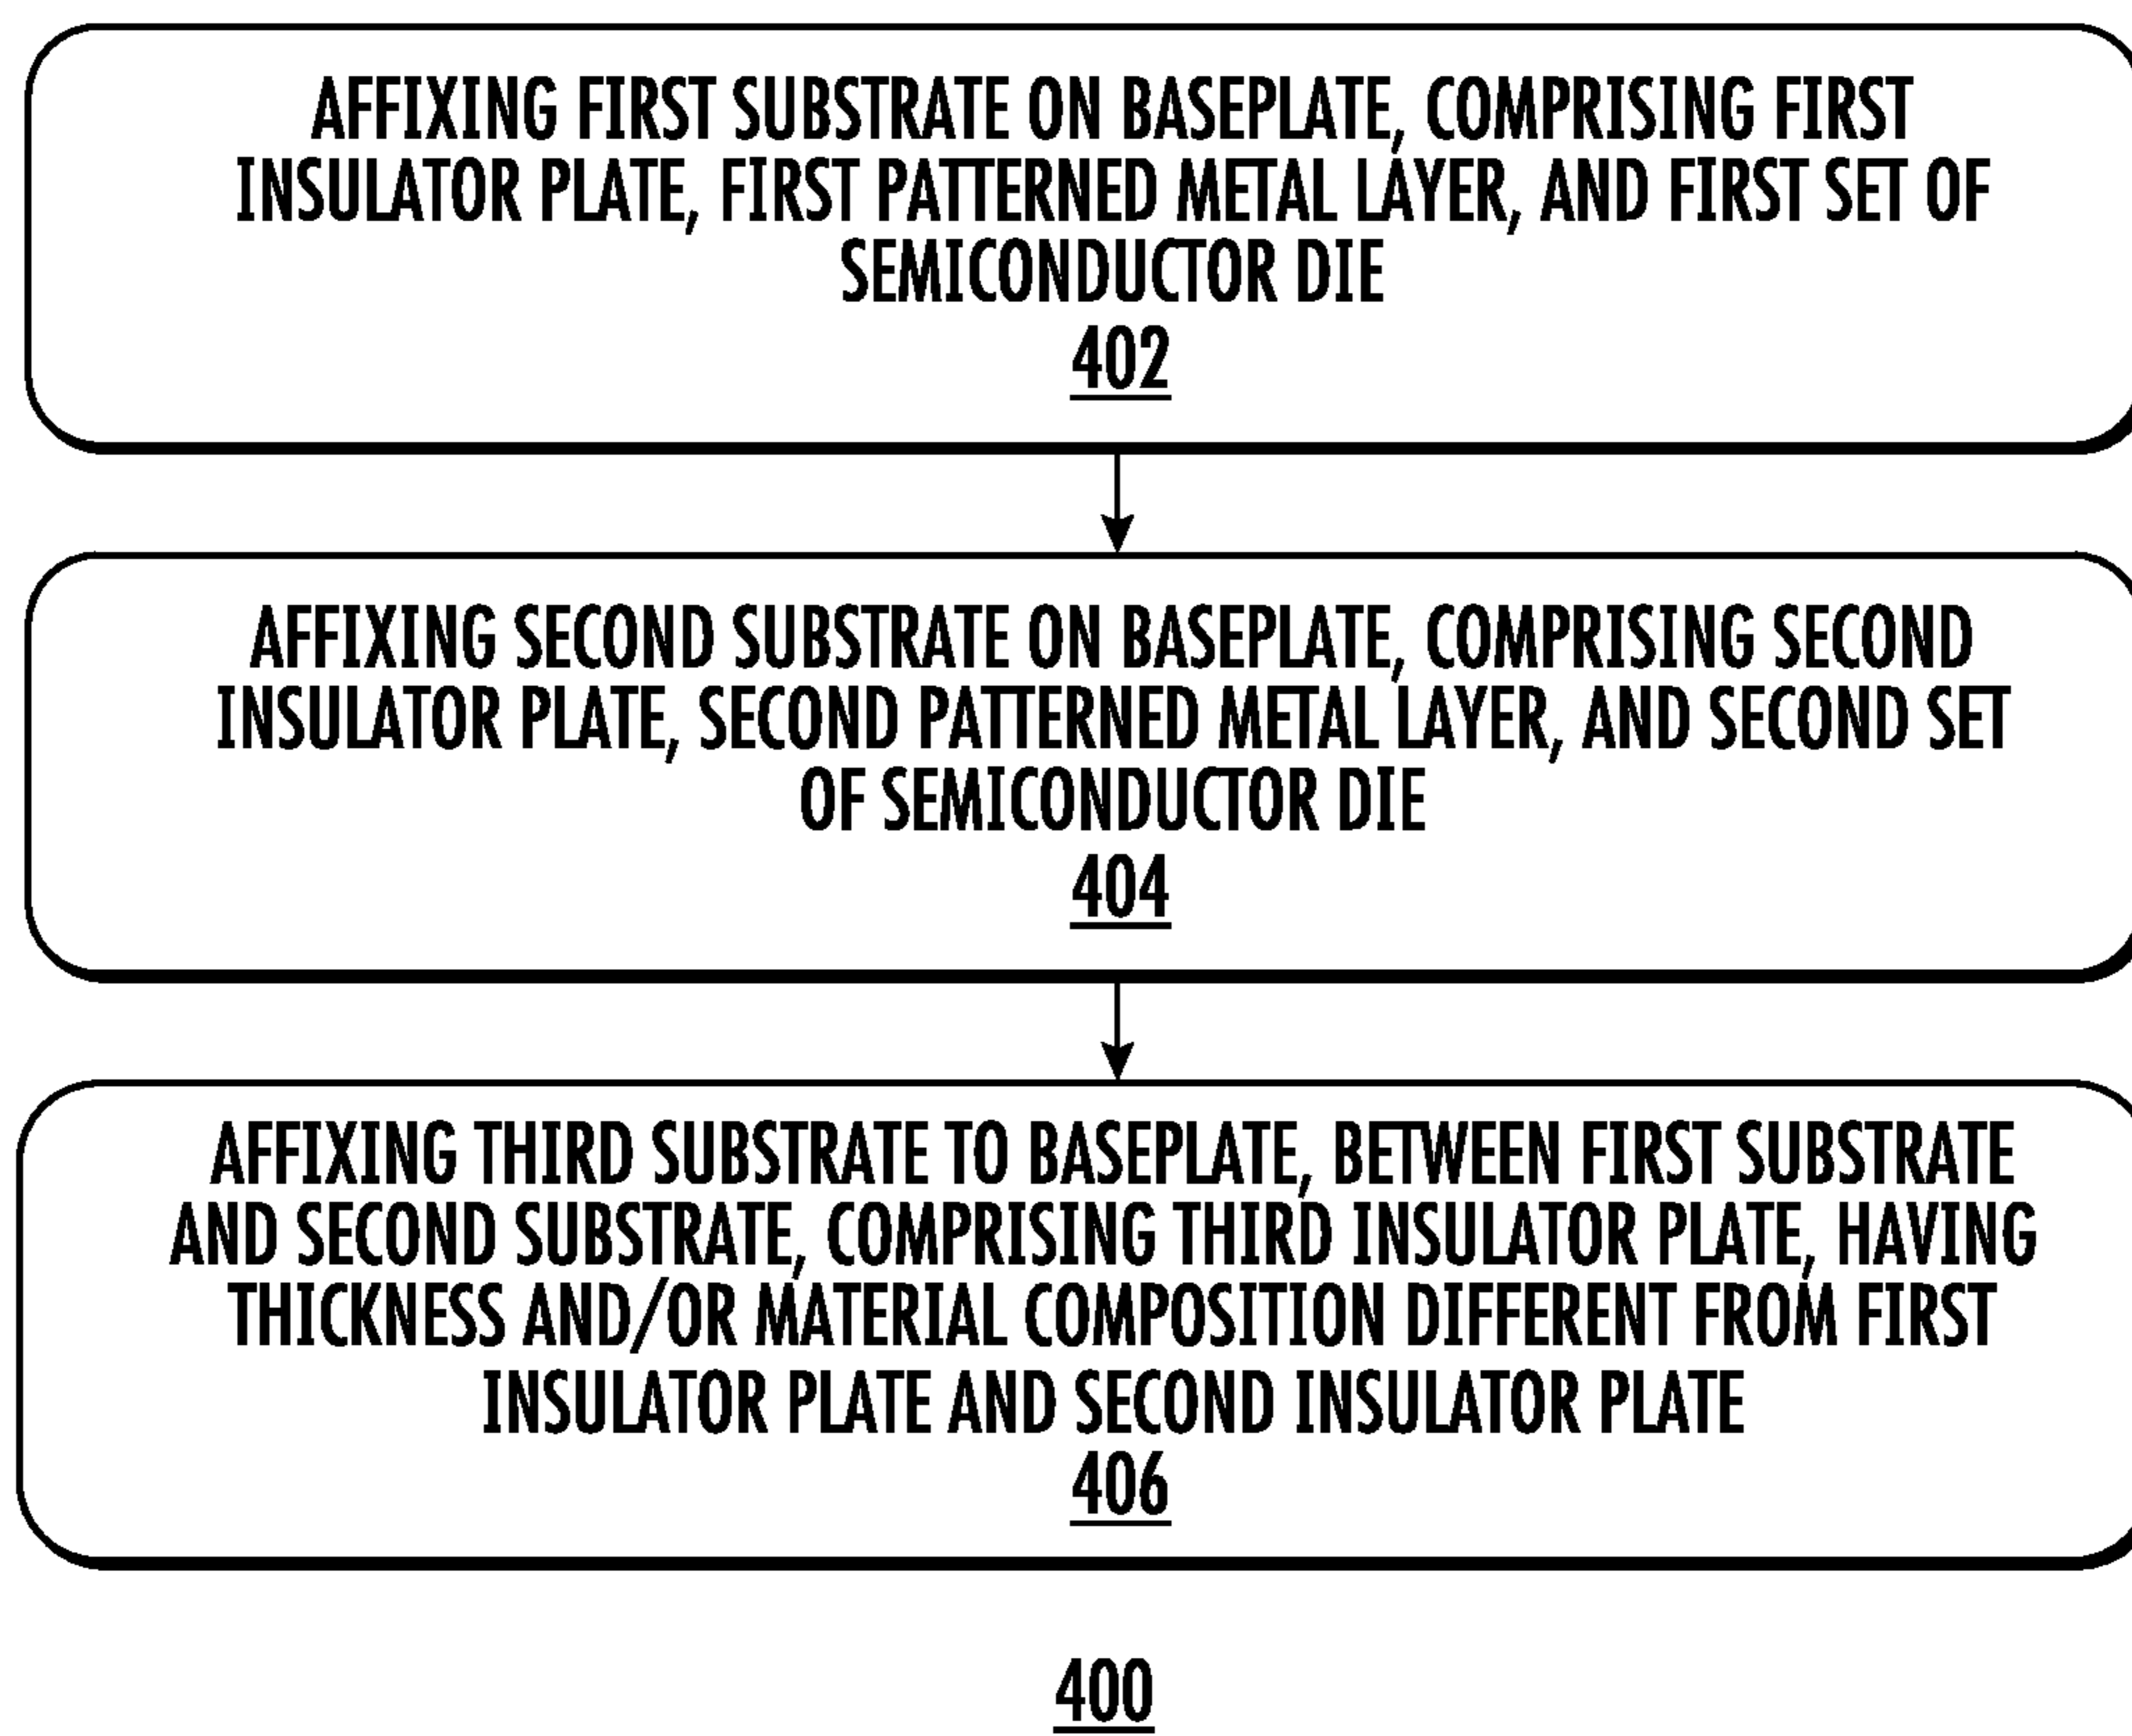 AFFIXING FIRST SUBSTRATE ON BASEPLATE, COMPRISING FIRST
INSULATOR PLATE, FIRST PATTERNED METAL LAYER, AND FIRST SET OF
SEMICONDUCTOR DIE
402
AFFIXING SECOND SUBSTRATE ON BASEPLATE, COMPRISING SECOND
INSULATOR PLATE, SECOND PATTERNED METAL LAYER, AND SECOND SET
OF SEMICONDUCTOR DIE
404
AFFIXING THIRD SUBSTRATE TO BASEPLATE, BETWEEN FIRST SUBSTRATE
AND SECOND SUBSTRATE, COMPRISING THIRD INSULATOR PLATE, HAVING
THICKNESS AND/OR MATERIAL COMPOSITION DIFFERENT FROM FIRST
INSULATOR PLATE AND SECOND INSULATOR PLATE
406
400